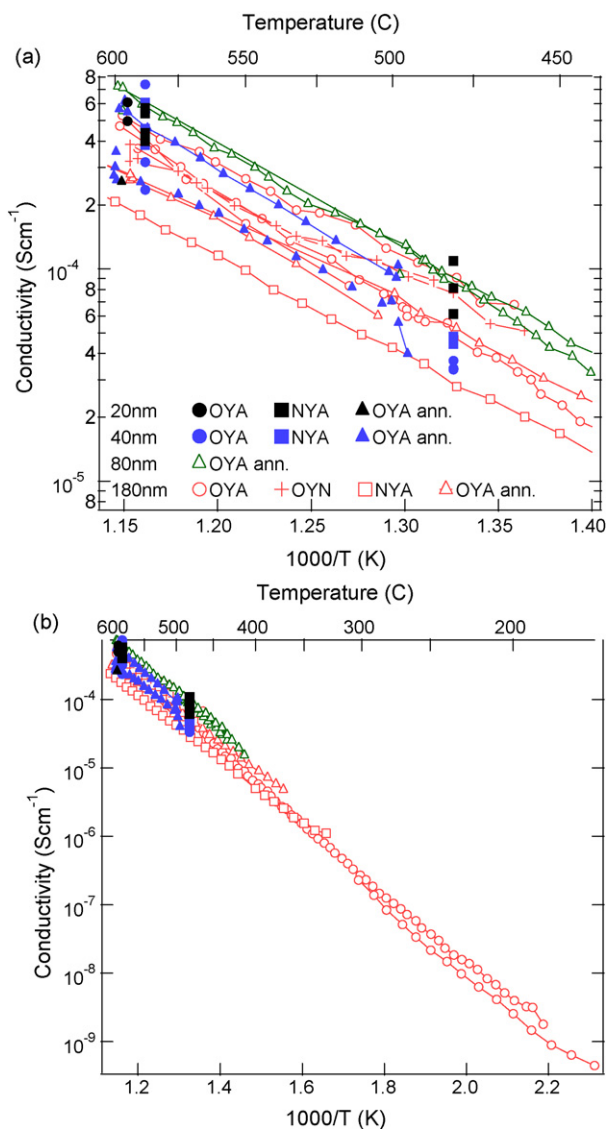 Temperature (C)
(a)
600 550 500 450
8
6
4
2
10⁻⁴
8
6
4
2
10⁻⁵
8
Conductivity (Scm⁻¹)
20nm OYA NYA OYA ann.
40nm OYA NYA OYA ann.
80nm OYA ann.
180nm OYA OYN NYA OYA ann.
1.15 1.20 1.25 1.30 1.35 1.40
1000/T (K)
Temperature (C)
(b)
600 500 400 300 200
10⁻⁴
10⁻⁵
10⁻⁶
10⁻⁷
10⁻⁸
10⁻⁹
Conductivity (Scm⁻¹)
1.2 1.4 1.6 1.8 2.0 2.2
1000/T (K)